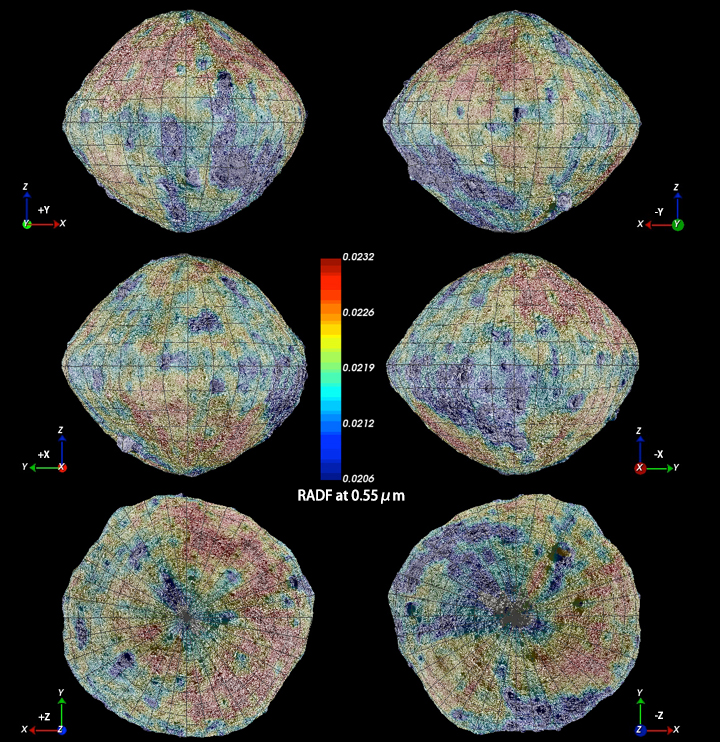 Z
+Y
Y
X
Z
-Y
X
Y
0.0232
0.0226
0.0219
0.0212
0.0206
RADF at 0.55 μm
Z
+X
Y
X
Z
-X
X
Y
Y
+Z
X
Z
Y
-Z
Z
X